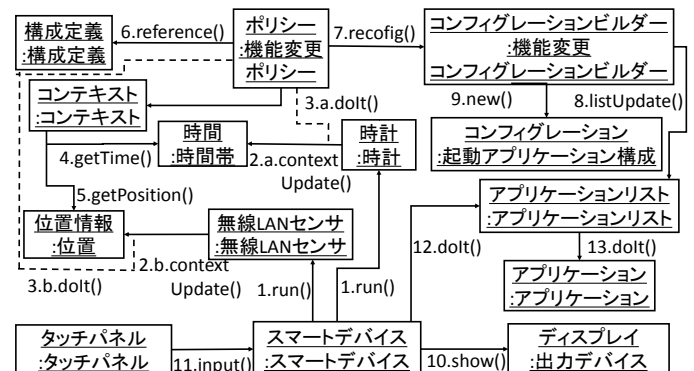 構成定義
:構成定義
6.reference()
ポリシー
:機能変更
ポリシー
7.recofig()
コンフィグレーションビルダー
:機能変更
コンフィグレーションビルダー
コンテキスト
:コンテキスト
3.a.doIt()
9.new()
8.listUpdate()
時間
:時間帯
時計
:時計
コンフィグレーション
:起動アプリケーション構成
4.getTime()
2.a.context
Update()
5.getPosition()
アプリケーションリスト
:アプリケーションリスト
位置情報
:位置
無線LANセンサ
:無線LANセンサ
12.doIt()
13.doIt()
2.b.context
Update()
3.b.doIt()
1.run()
1.run()
アプリケーション
:アプリケーション
タッチパネル
:タッチパネル
11.input()
スマートデバイス
:スマートデバイス
10.show()
ディスプレイ
:出力デバイス